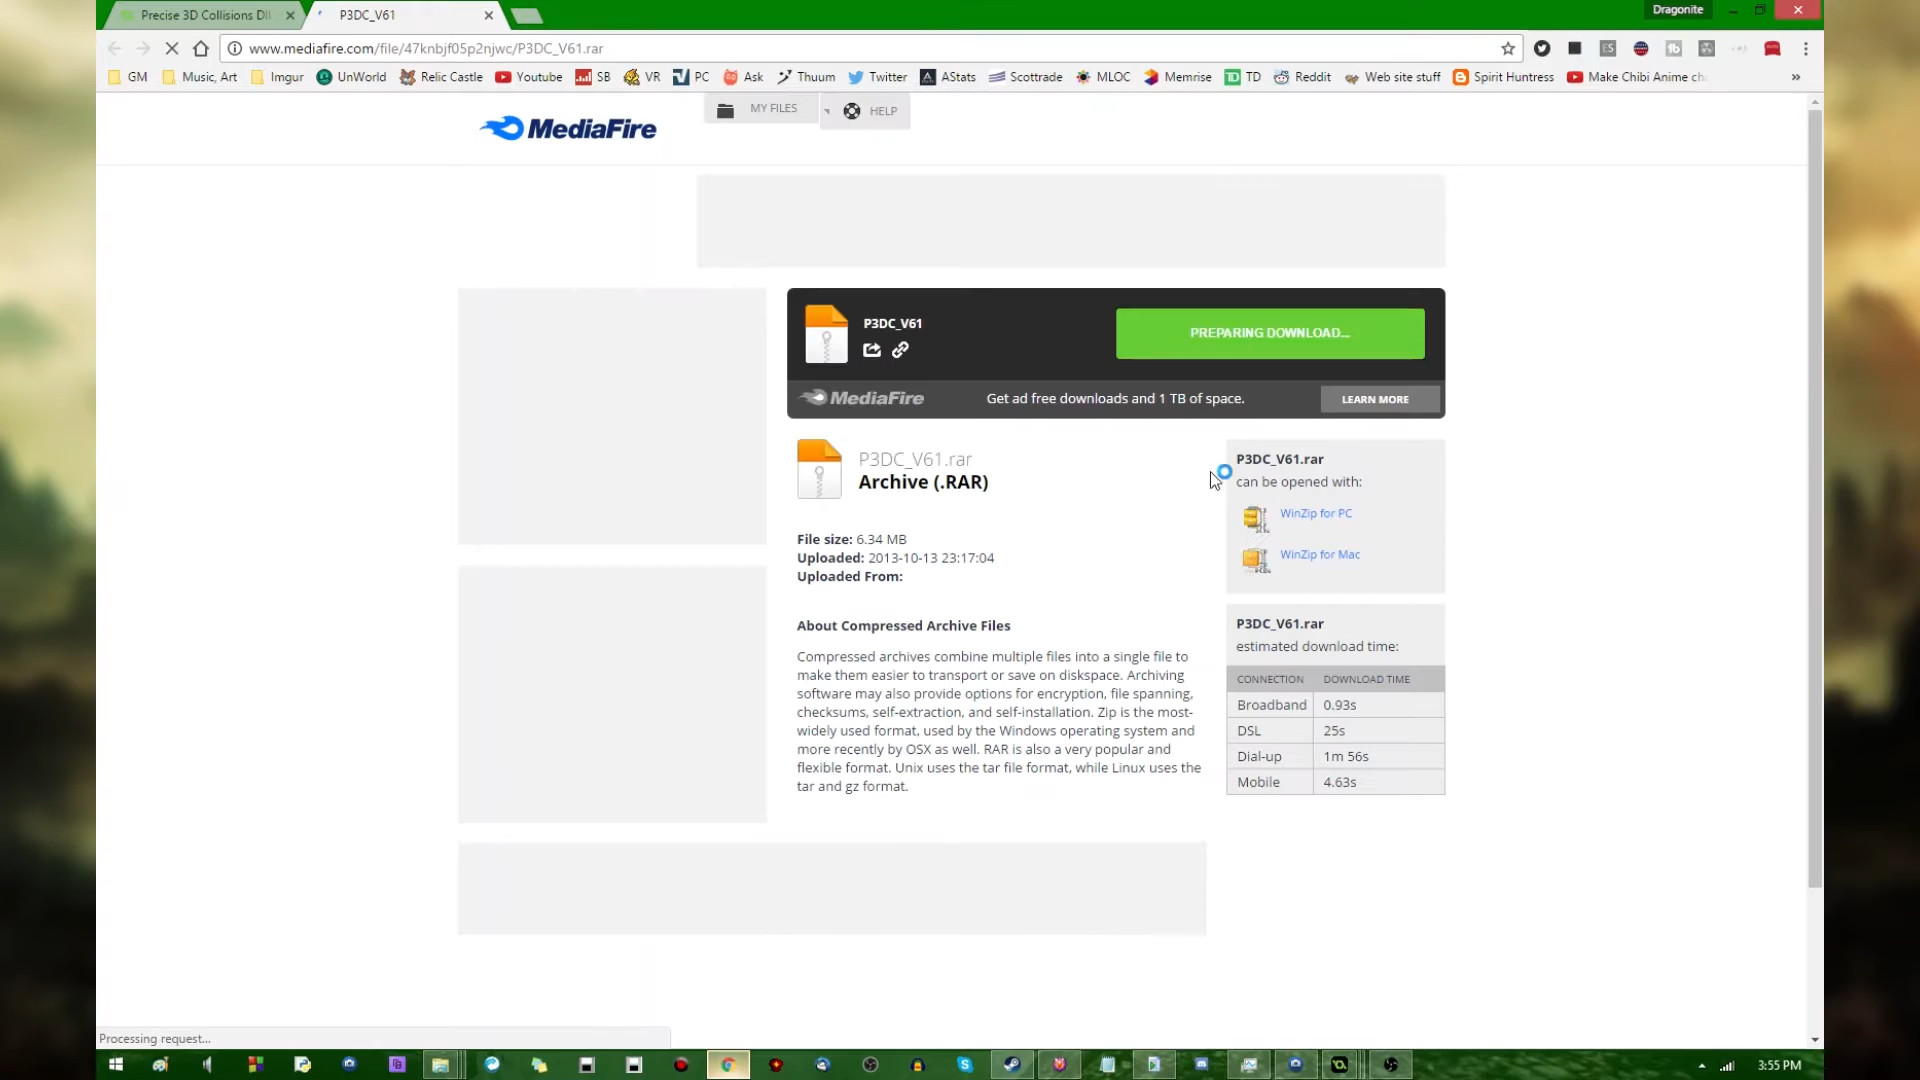 Precise 3D Collisions Dll
P3DC_V61
Dragonite
www.mediafire.com/file/47knbjf05p2njwc/P3DC_V61.rar
GM
Music, Art
Imgur
UnWorld
Relic Castle
Youtube
SB
VR
PC
Ask
Thuum
Twitter
AStats
Scottrade
MLOC
Memrise
TD
Reddit
Web site stuff
Spirit Huntress
Make Chibi Anime ch
»
MediaFire
MY FILES
HELP
P3DC_V61
PREPARING DOWNLOAD...
MediaFire
Get ad free downloads and 1 TB of space.
LEARN MORE
P3DC_V61.rar
Archive (.RAR)
File size: 6.34 MB
Uploaded: 2013-10-13 23:17:04
Uploaded From:
About Compressed Archive Files
Compressed archives combine multiple files into a single file to
make them easier to transport or save on diskspace. Archiving
software may also provide options for encryption, file spanning,
checksums, self-extraction, and self-installation. Zip is the most-
widely used format, used by the Windows operating system and
more recently by OSX as well. RAR is also a very popular and
flexible format. Unix uses the tar file format, while Linux uses the
tar and gz format.
P3DC_V61.rar
can be opened with:
WinZip for PC
WinZip for Mac
P3DC_V61.rar
estimated download time:
CONNECTION DOWNLOAD TIME
Broadband 0.93s
DSL 25s
Dial-up 1m 56s
Mobile 4.63s
Processing request...
3:55 PM